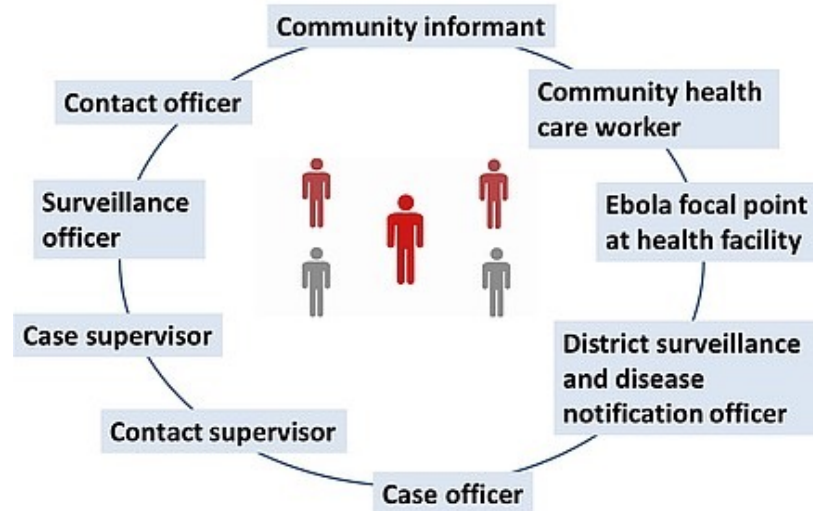 Community informant
Community health
care worker
Ebola focal point
at health facility
District surveillance
and disease
notification officer
Case officer
Contact supervisor
Case supervisor
Surveillance
officer
Contact officer